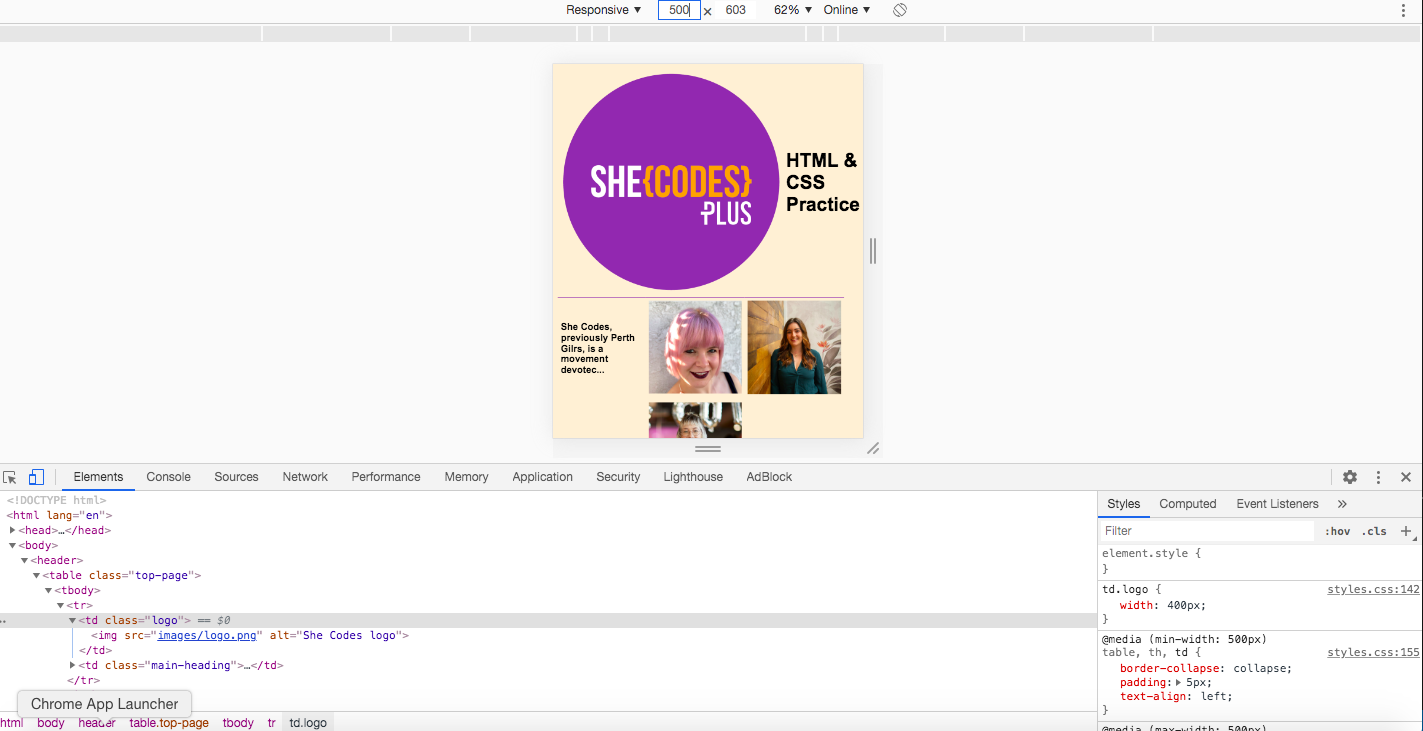 Responsive ▼ 500 × 603 62% ▼ Online ▼
SHE{CODES}
PLUS
HTML &
CSS
Practice
She Codes,
previously Perth
Gilrs, is a
movement
devotec...
Elements Console Sources Network Performance Memory Application Security Lighthouse AdBlock
<!DOCTYPE html>
<html lang="en">
▶<head>…</head>
▼<body>
▼<header>
▼<table class="top-page">
▼<tbody>
▼<tr>
▼<td class="logo"> == $0
<img src="images/logo.png" alt="She Codes logo">
</td>
▶<td class="main-heading">…</td>
</tr>
Chrome App Launcher
html body header table.top-page tbody tr td.logo
Styles Computed Event Listeners »
Filter :hov .cls +
element.style {
}
td.logo { styles.css:142
width: 400px;
}
@media (min-width: 500px)
table, th, td { styles.css:155
border-collapse: collapse;
padding:▶ 5px;
text-align: left;
}
@media (max-width: 500px)